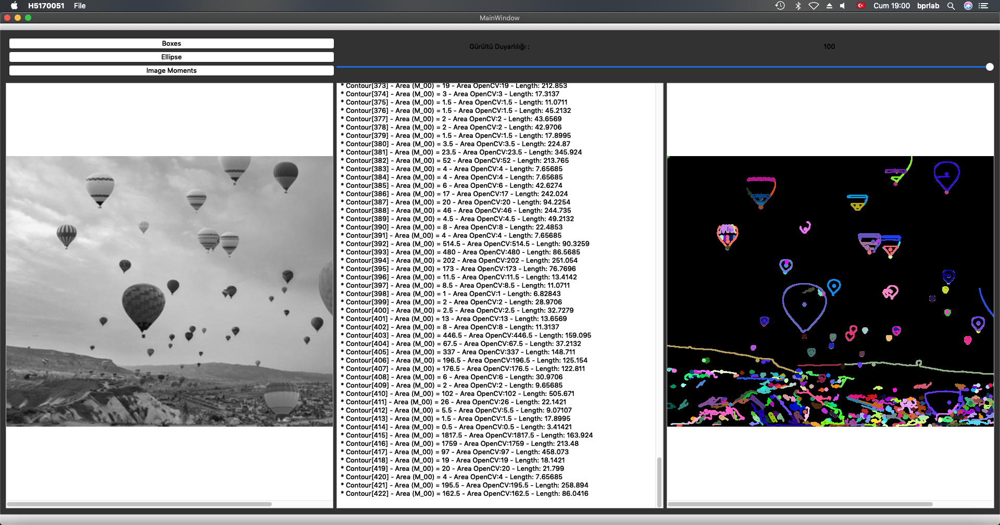 H5170051 File
Cum 19:00 bprlab
MainWindow
Boxes
Ellipse
Image Moments
Gürültü Duyarlılığı :
100
* Contour[373] - Area (M_00) = 19 - Area OpenCV:19 - Length: 212.853
* Contour[374] - Area (M_00) = 3 - Area OpenCV:3 - Length: 17.3137
* Contour[375] - Area (M_00) = 1.5 - Area OpenCV:1.5 - Length: 11.0711
* Contour[376] - Area (M_00) = 1.5 - Area OpenCV:1.5 - Length: 45.2132
* Contour[377] - Area (M_00) = 2 - Area OpenCV:2 - Length: 43.6569
* Contour[378] - Area (M_00) = 2 - Area OpenCV:2 - Length: 42.9706
* Contour[379] - Area (M_00) = 1.5 - Area OpenCV:1.5 - Length: 17.8995
* Contour[380] - Area (M_00) = 3.5 - Area OpenCV:3.5 - Length: 224.87
* Contour[381] - Area (M_00) = 23.5 - Area OpenCV:23.5 - Length: 345.924
* Contour[382] - Area (M_00) = 52 - Area OpenCV:52 - Length: 213.765
* Contour[383] - Area (M_00) = 4 - Area OpenCV:4 - Length: 7.65685
* Contour[384] - Area (M_00) = 4 - Area OpenCV:4 - Length: 7.65685
* Contour[385] - Area (M_00) = 6 - Area OpenCV:6 - Length: 42.6274
* Contour[386] - Area (M_00) = 17 - Area OpenCV:17 - Length: 242.024
* Contour[387] - Area (M_00) = 20 - Area OpenCV:20 - Length: 94.2254
* Contour[388] - Area (M_00) = 46 - Area OpenCV:46 - Length: 244.735
* Contour[389] - Area (M_00) = 4.5 - Area OpenCV:4.5 - Length: 49.2132
* Contour[390] - Area (M_00) = 8 - Area OpenCV:8 - Length: 22.4853
* Contour[391] - Area (M_00) = 4 - Area OpenCV:4 - Length: 7.65685
* Contour[392] - Area (M_00) = 514.5 - Area OpenCV:514.5 - Length: 90.3259
* Contour[393] - Area (M_00) = 480 - Area OpenCV:480 - Length: 86.5685
* Contour[394] - Area (M_00) = 202 - Area OpenCV:202 - Length: 251.054
* Contour[395] - Area (M_00) = 173 - Area OpenCV:173 - Length: 76.7696
* Contour[396] - Area (M_00) = 11.5 - Area OpenCV:11.5 - Length: 13.4142
* Contour[397] - Area (M_00) = 8.5 - Area OpenCV:8.5 - Length: 11.0711
* Contour[398] - Area (M_00) = 1 - Area OpenCV:1 - Length: 6.82843
* Contour[399] - Area (M_00) = 2 - Area OpenCV:2 - Length: 28.9706
* Contour[400] - Area (M_00) = 2.5 - Area OpenCV:2.5 - Length: 32.7279
* Contour[401] - Area (M_00) = 13 - Area OpenCV:13 - Length: 13.6569
* Contour[402] - Area (M_00) = 8 - Area OpenCV:8 - Length: 11.3137
* Contour[403] - Area (M_00) = 446.5 - Area OpenCV:446.5 - Length: 159.095
* Contour[404] - Area (M_00) = 67.5 - Area OpenCV:67.5 - Length: 37.2132
* Contour[405] - Area (M_00) = 337 - Area OpenCV:337 - Length: 148.711
* Contour[406] - Area (M_00) = 196.5 - Area OpenCV:196.5 - Length: 125.154
* Contour[407] - Area (M_00) = 176.5 - Area OpenCV:176.5 - Length: 122.811
* Contour[408] - Area (M_00) = 6 - Area OpenCV:6 - Length: 30.9706
* Contour[409] - Area (M_00) = 2 - Area OpenCV:2 - Length: 9.65685
* Contour[410] - Area (M_00) = 102 - Area OpenCV:102 - Length: 505.671
* Contour[411] - Area (M_00) = 26 - Area OpenCV:26 - Length: 22.1421
* Contour[412] - Area (M_00) = 5.5 - Area OpenCV:5.5 - Length: 9.07107
* Contour[413] - Area (M_00) = 1.5 - Area OpenCV:1.5 - Length: 17.8995
* Contour[414] - Area (M_00) = 0.5 - Area OpenCV:0.5 - Length: 3.41421
* Contour[415] - Area (M_00) = 1817.5 - Area OpenCV:1817.5 - Length: 163.924
* Contour[416] - Area (M_00) = 1759 - Area OpenCV:1759 - Length: 213.48
* Contour[417] - Area (M_00) = 97 - Area OpenCV:97 - Length: 458.073
* Contour[418] - Area (M_00) = 19 - Area OpenCV:19 - Length: 18.1421
* Contour[419] - Area (M_00) = 20 - Area OpenCV:20 - Length: 21.799
* Contour[420] - Area (M_00) = 4 - Area OpenCV:4 - Length: 7.65685
* Contour[421] - Area (M_00) = 195.5 - Area OpenCV:195.5 - Length: 258.894
* Contour[422] - Area (M_00) = 162.5 - Area OpenCV:162.5 - Length: 86.0416